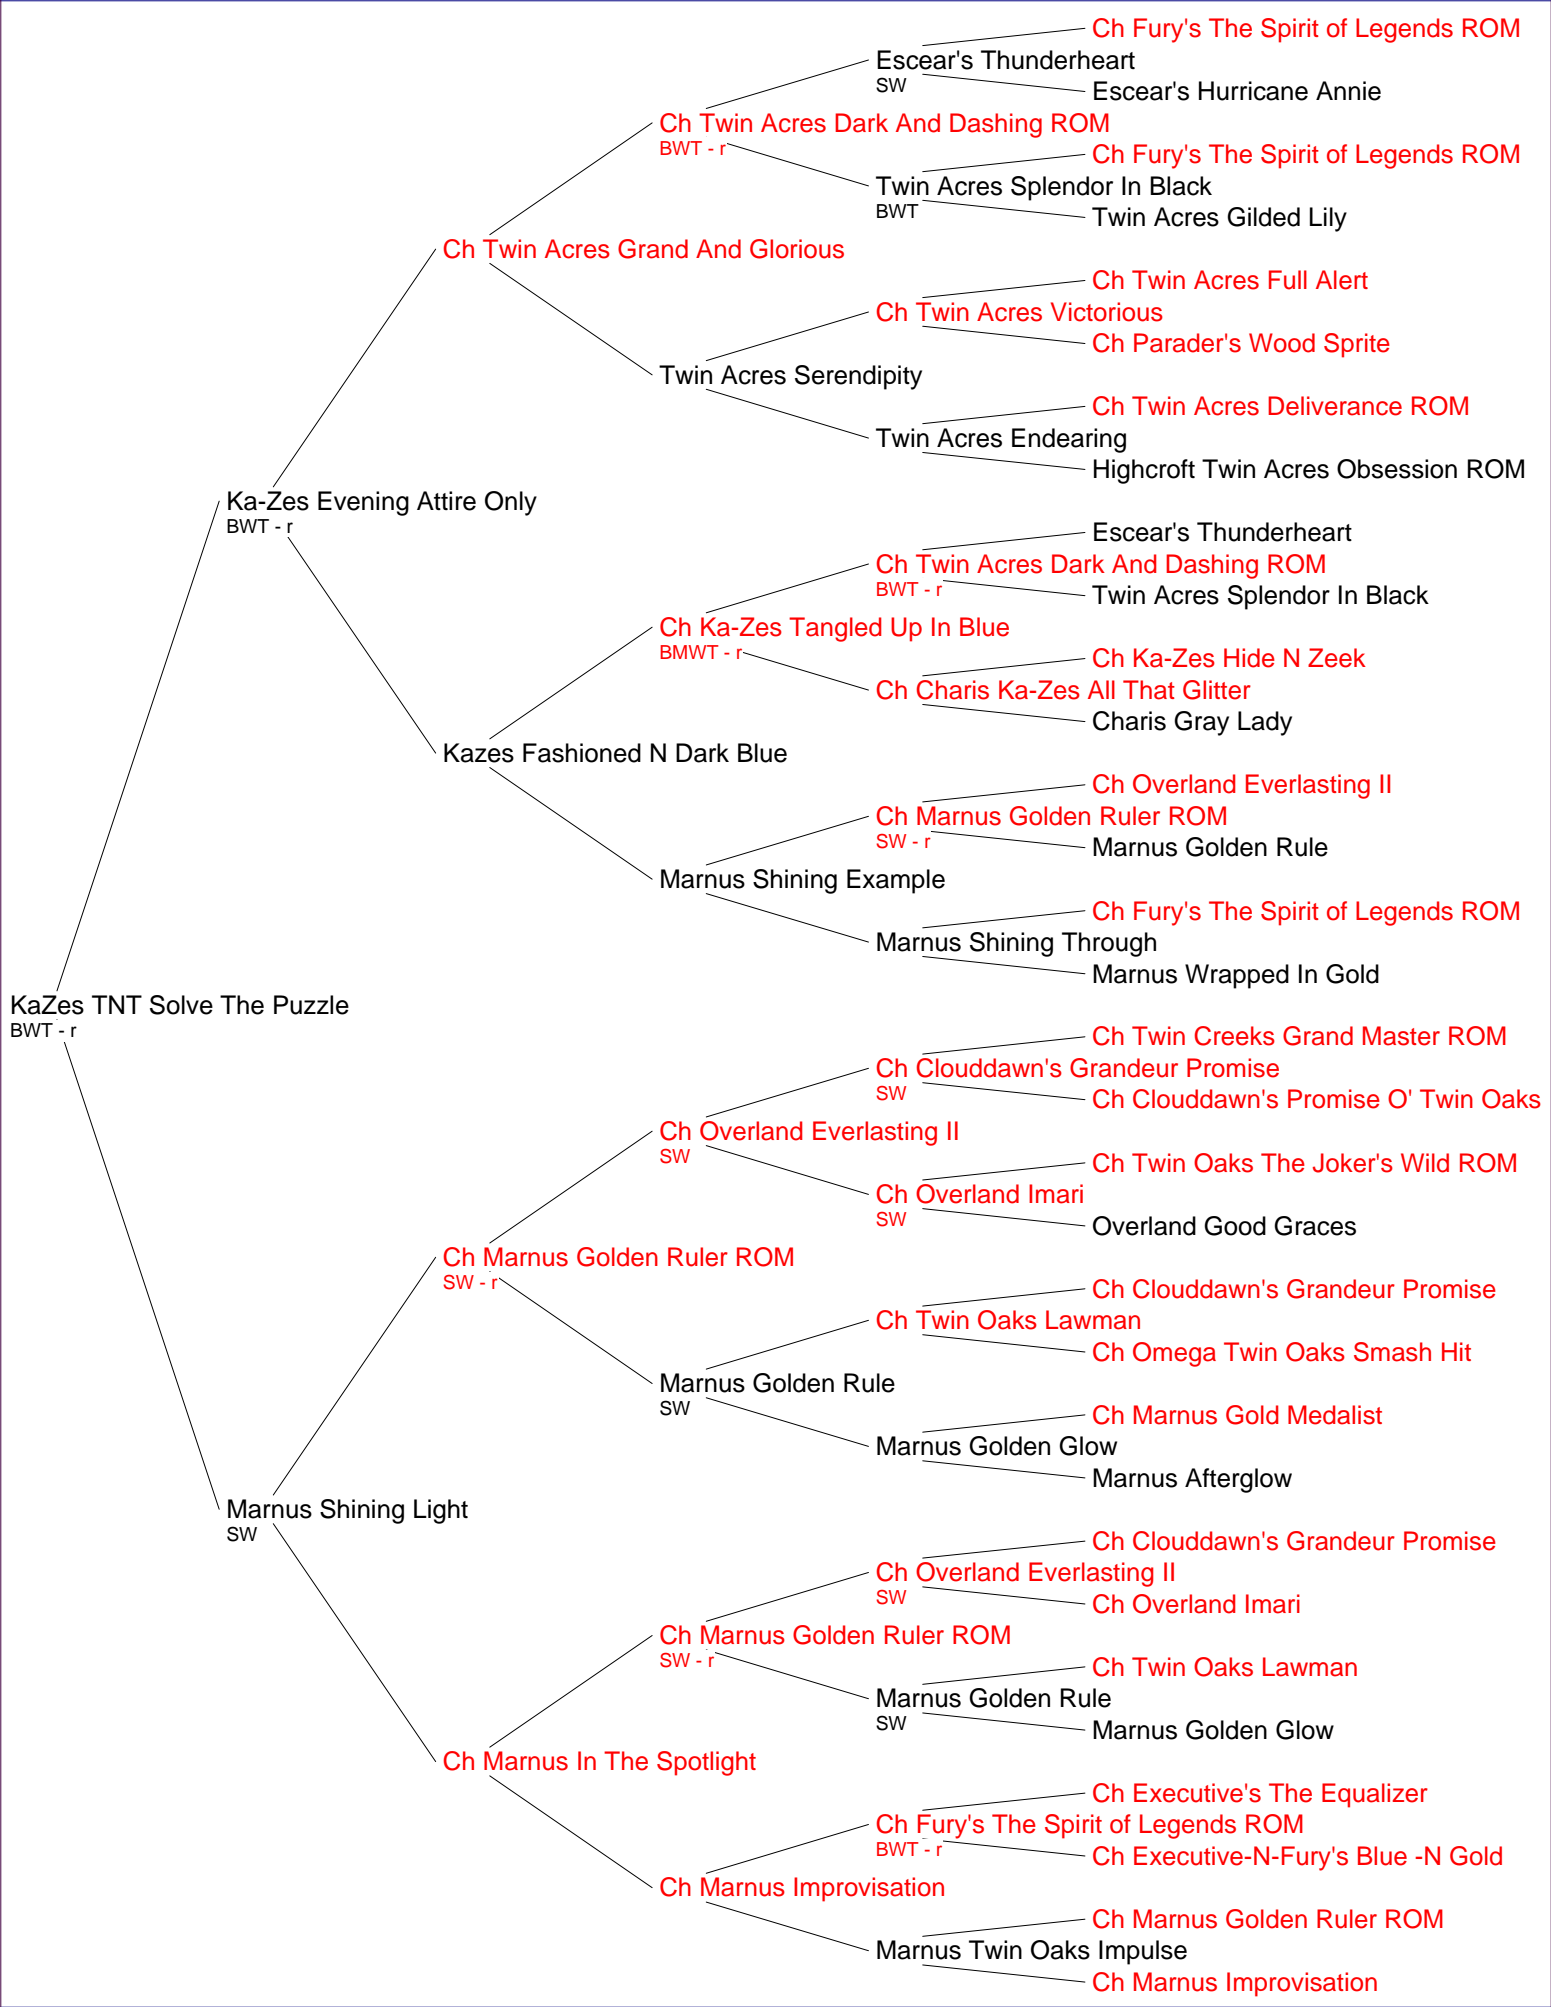 Ch Fury's The Spirit of Legends ROM
Escear's Thunderheart
SW
Escear's Hurricane Annie
Ch Twin Acres Dark And Dashing ROM
BWT - r
Ch Fury's The Spirit of Legends ROM
Twin Acres Splendor In Black
BWT
Twin Acres Gilded Lily
Ch Twin Acres Grand And Glorious
Ch Twin Acres Full Alert
Ch Twin Acres Victorious
Ch Parader's Wood Sprite
Twin Acres Serendipity
Ch Twin Acres Deliverance ROM
Twin Acres Endearing
Highcroft Twin Acres Obsession ROM
Ka-Zes Evening Attire Only
BWT - r
Escear's Thunderheart
Ch Twin Acres Dark And Dashing ROM
BWT - r
Twin Acres Splendor In Black
Ch Ka-Zes Tangled Up In Blue
BMWT - r
Ch Ka-Zes Hide N Zeek
Ch Charis Ka-Zes All That Glitter
Charis Gray Lady
Kazes Fashioned N Dark Blue
Ch Overland Everlasting II
Ch Marnus Golden Ruler ROM
SW - r
Marnus Golden Rule
Marnus Shining Example
Ch Fury's The Spirit of Legends ROM
Marnus Shining Through
Marnus Wrapped In Gold
KaZes TNT Solve The Puzzle
BWT - r
Ch Twin Creeks Grand Master ROM
Ch Clouddawn's Grandeur Promise
SW
Ch Clouddawn's Promise O' Twin Oaks
Ch Overland Everlasting II
SW
Ch Twin Oaks The Joker's Wild ROM
Ch Overland Imari
SW
Overland Good Graces
Ch Marnus Golden Ruler ROM
SW - r
Ch Clouddawn's Grandeur Promise
Ch Twin Oaks Lawman
Ch Omega Twin Oaks Smash Hit
Marnus Golden Rule
SW
Ch Marnus Gold Medalist
Marnus Golden Glow
Marnus Afterglow
Marnus Shining Light
SW
Ch Clouddawn's Grandeur Promise
Ch Overland Everlasting II
SW
Ch Overland Imari
Ch Marnus Golden Ruler ROM
SW - r
Ch Twin Oaks Lawman
Marnus Golden Rule
SW
Marnus Golden Glow
Ch Marnus In The Spotlight
Ch Executive's The Equalizer
Ch Fury's The Spirit of Legends ROM
BWT - r
Ch Executive-N-Fury's Blue -N Gold
Ch Marnus Improvisation
Ch Marnus Golden Ruler ROM
Marnus Twin Oaks Impulse
Ch Marnus Improvisation